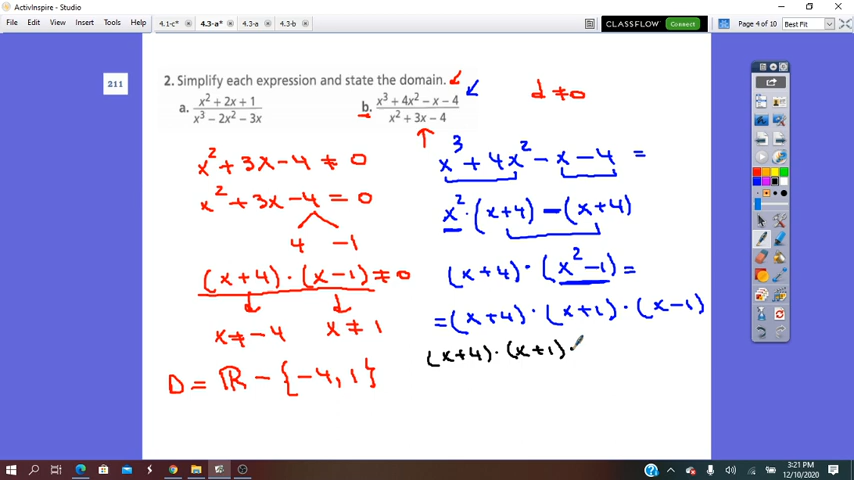 ActivInspire - Studio
File Edit View Insert Tools Help
4.1-c* 4.3-a* 4.3-a 4.3-b
CLASSFLOW Connect
Page 4 of 10 Best Fit
211
2. Simplify each expression and state the domain.
a. (x² + 2x + 1)/(x³ − 2x² − 3x) b. (x³ + 4x² − x − 4)/(x² + 3x − 4)
d ≠ 0
x² + 3x − 4 ≠ 0
x² + 3x − 4 = 0
4 −1
(x+4) · (x−1) ≠ 0
x ≠ −4 x ≠ 1
D = ℝ − {−4, 1}
x³ + 4x² − x − 4 =
x² · (x+4) − (x+4)
(x+4) · (x² − 1) =
= (x+4) · (x+1) · (x−1)
(x+4) · (x+1) ·
3:21 PM
12/10/2020